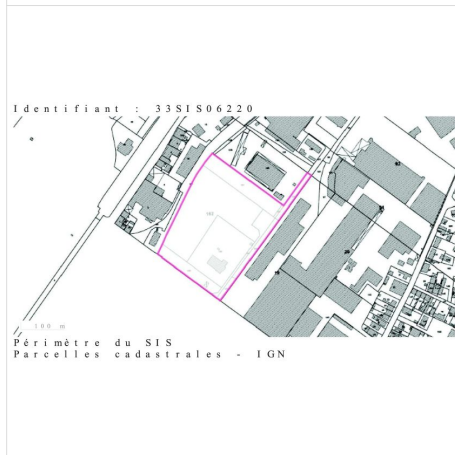 Identifiant : 33SIS06220
100 m
Périmètre du SIS
Parcelles cadastrales - IGN